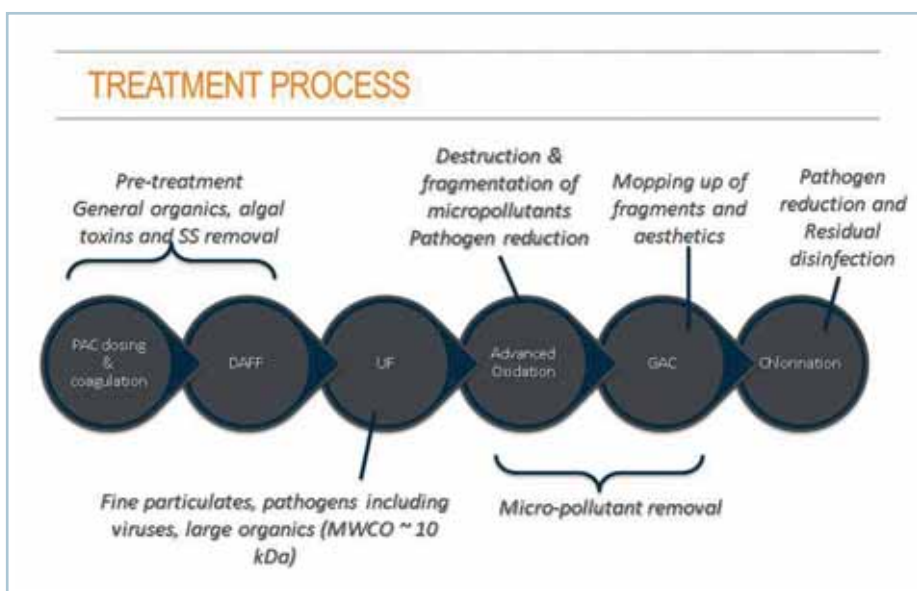 TREATMENT PROCESS
Pre-treatment
General organics, algal
toxins and SS removal
Destruction &
fragmentation of
micropollutants
Pathogen reduction
Mopping up of
fragments and
aesthetics
Pathogen
reduction and
Residual
disinfection
PAC dosing
&
coagulation
DAFF
UF
Advanced
Oxidation
GAC
Chlorination
Fine particulates, pathogens including
viruses, large organics (MWCO ~ 10
kDa)
Micro-pollutant removal